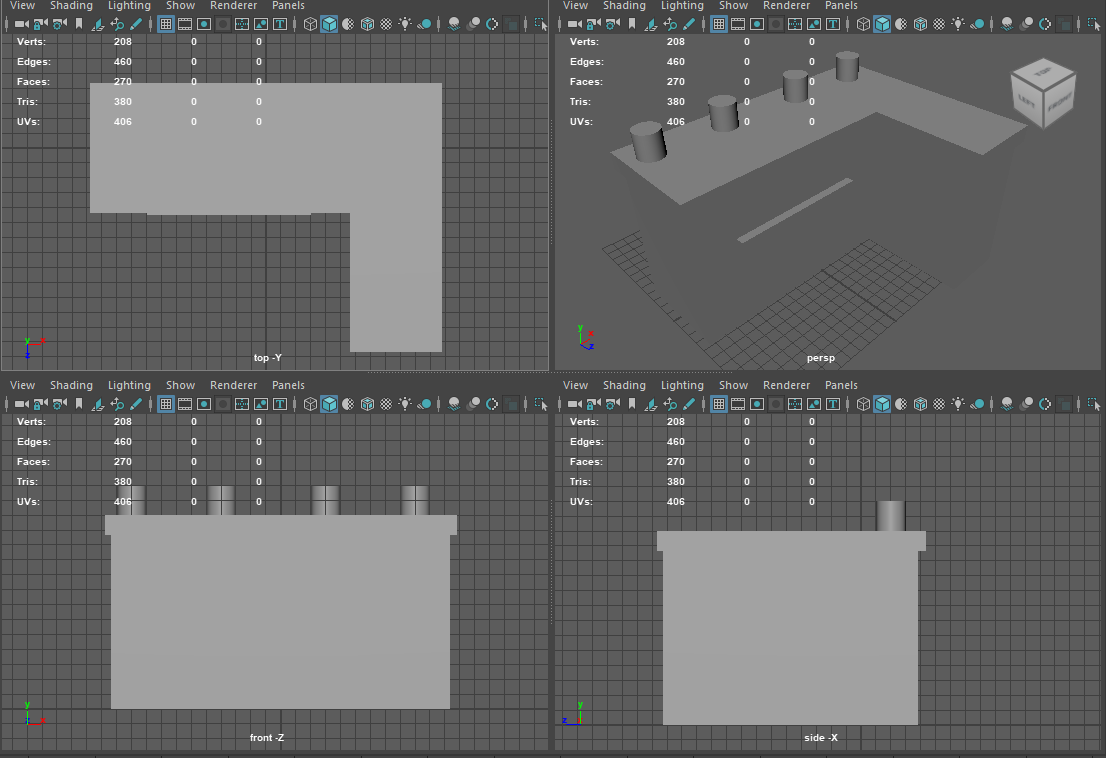 View Shading Lighting Show Renderer Panels
Verts: 208 0 0
Edges: 460 0 0
Faces: 270 0 0
Tris: 380 0 0
UVs: 406 0 0
y x
z
top -Y
View Shading Lighting Show Renderer Panels
Verts: 208 0 0
Edges: 460 0 0
Faces: 270 0 0
Tris: 380 0 0
UVs: 406 0 0
TOP
LEFT FRONT
y
x
z
persp
View Shading Lighting Show Renderer Panels
Verts: 208 0 0
Edges: 460 0 0
Faces: 270 0 0
Tris: 380 0 0
UVs: 406 0 0
y
z x
front -Z
View Shading Lighting Show Renderer Panels
Verts: 208 0 0
Edges: 460 0 0
Faces: 270 0 0
Tris: 380 0 0
UVs: 406 0 0
y
z
side -X